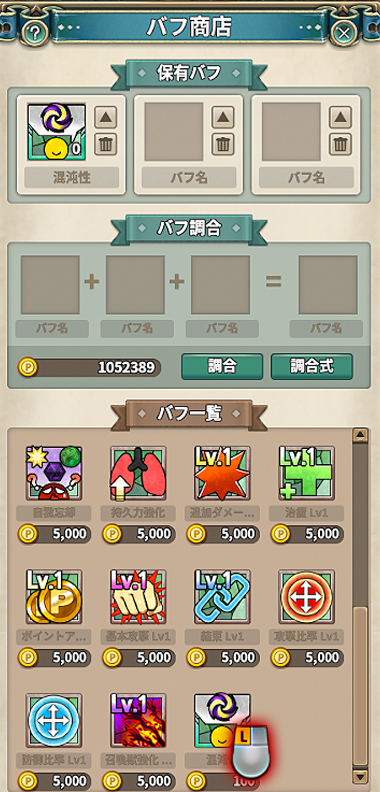 ?
バフ商店
保有バフ
0
混沌性
バフ名
バフ名
バフ調合
+ + =
バフ名 バフ名 バフ名 バフ名
P 1052389 調合 調合式
バフ一覧
Lv.1 Lv.1
自我忘却 持久力強化 追加ダメー... 治癒 Lv1
P 5,000 P 5,000 P 5,000 P 5,000
Lv.1 P Lv.1 Lv.1
ポイントア... 基本攻撃 Lv1 結束 Lv1 攻撃比率 Lv1
P 5,000 P 5,000 P 5,000 P 5,000
Lv.1 L
防御比率 Lv1 召喚獣強化 ... 混沌
P 5,000 P 5,000 P 100